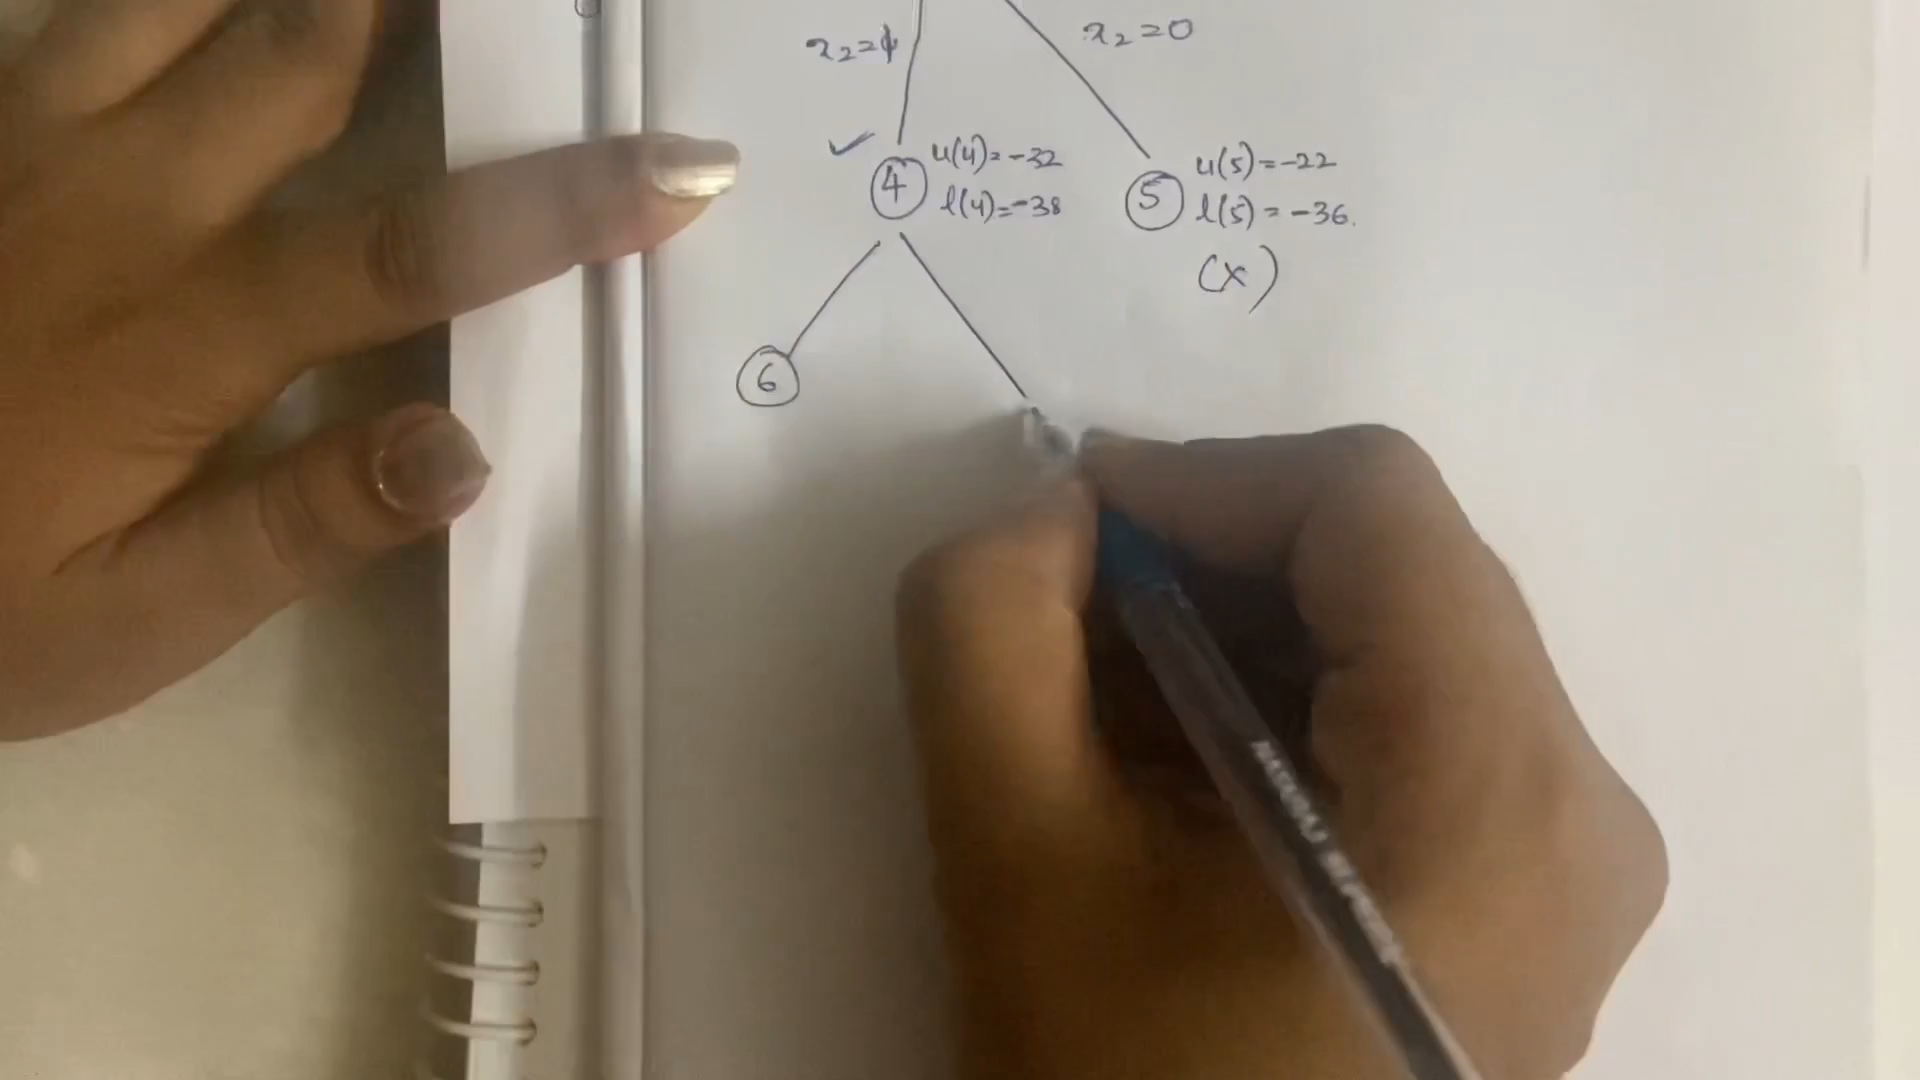 x₂=1
x₂=0
u(4)=-32
l(4)=-38
4
u(5)=-22
l(5)=-36.
5
(x)
6